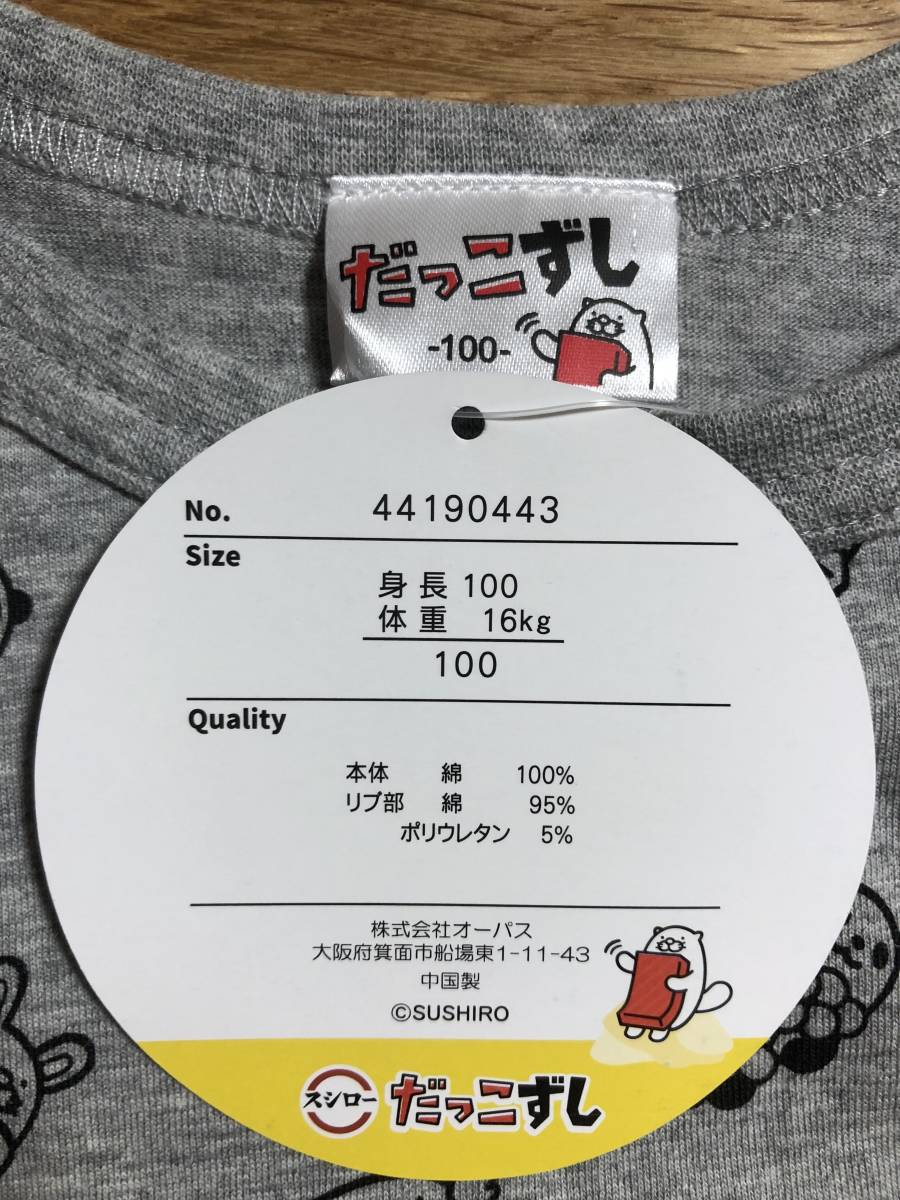 だっこずし
-100-
No. 44190443
Size
身長 100
体重 16kg
100
Quality
本体 綿 100%
リブ部 綿 95%
ポリウレタン 5%
株式会社オーパス
大阪府箕面市船場東1-11-43
中国製
©SUSHIRO
スシロー だっこずし